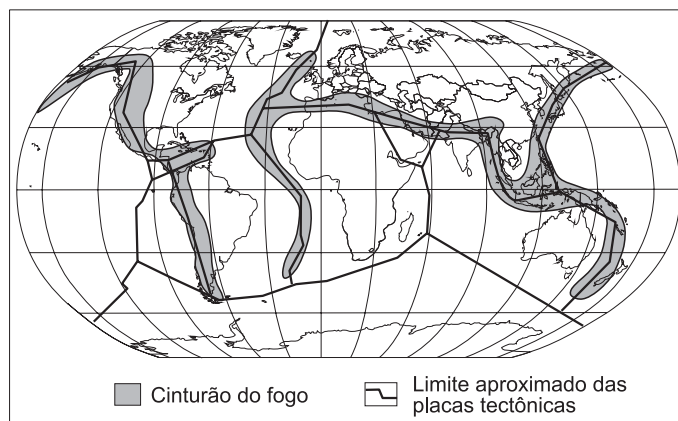 Cinturão do fogo
Limite aproximado das
placas tectônicas